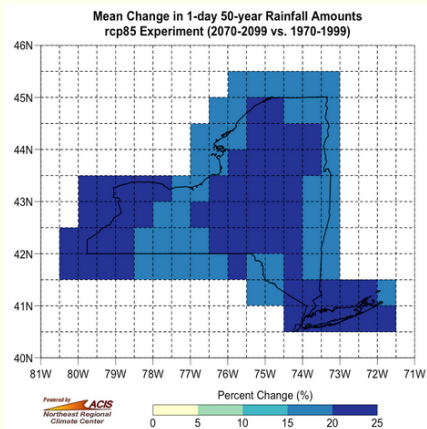 Mean Change in 1-day 50-year Rainfall Amounts
rcp85 Experiment (2070-2099 vs. 1970-1999)
46N
45N
44N
43N
42N
41N
40N
81W 80W 79W 78W 77W 76W 75W 74W 73W 72W 71W
Percent Change (%)
0 5 10 15 20 25
Powered by ACIS
Northeast Regional
Climate Center